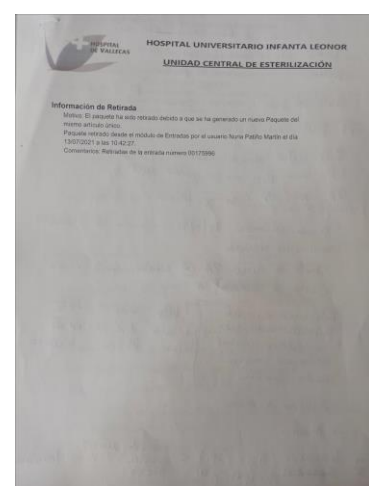 HOSPITAL
DE VALLECAS
HOSPITAL UNIVERSITARIO INFANTA LEONOR
UNIDAD CENTRAL DE ESTERILIZACIÓN
Información de Retirada
Motivo: El paquete ha sido retirado debido a que se ha generado un nuevo Paquete del
mismo artículo único.
Paquete retirado desde el módulo de Entradas por el usuario Nuria Martín el día
13/07/2021 a las 10:42:27.
Comentarios: Retiradas de la entrada número